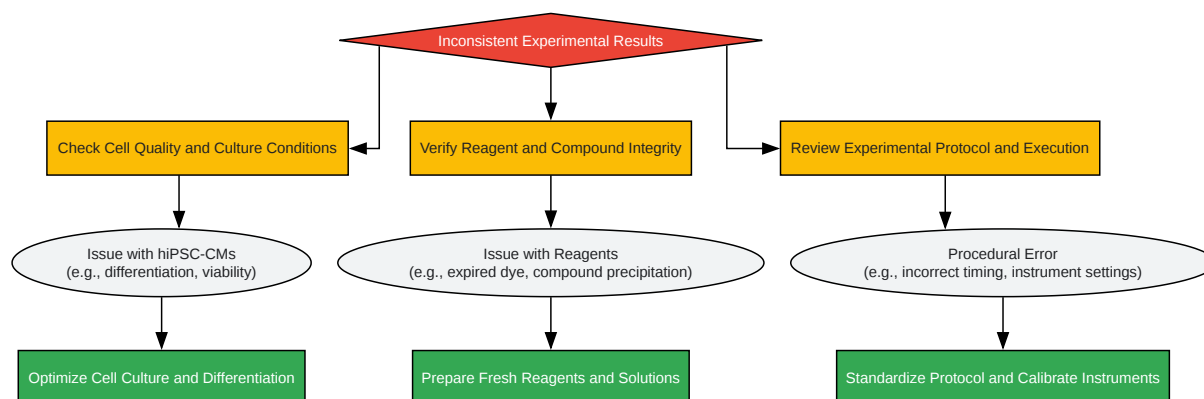 Inconsistent Experimental Results
Check Cell Quality and Culture Conditions
Verify Reagent and Compound Integrity
Review Experimental Protocol and Execution
Issue with hiPSC-CMs
(e.g., differentiation, viability)
Issue with Reagents
(e.g., expired dye, compound precipitation)
Procedural Error
(e.g., incorrect timing, instrument settings)
Optimize Cell Culture and Differentiation
Prepare Fresh Reagents and Solutions
Standardize Protocol and Calibrate Instruments